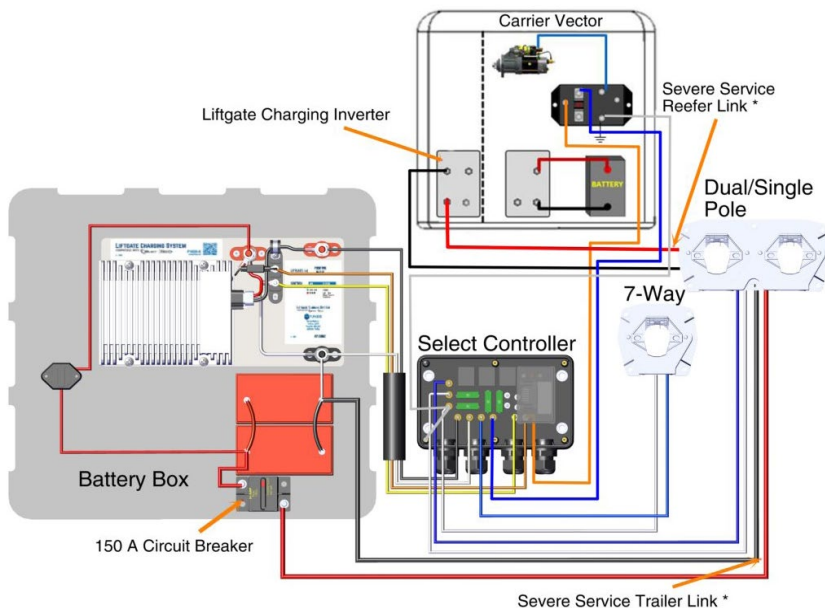 Carrier Vector
Severe Service
Reefer Link *
Liftgate Charging Inverter
BATTERY
Dual/Single
Pole
LIFTGATE CHARGING SYSTEM
7-Way
Select Controller
Battery Box
150 A Circuit Breaker
Severe Service Trailer Link *